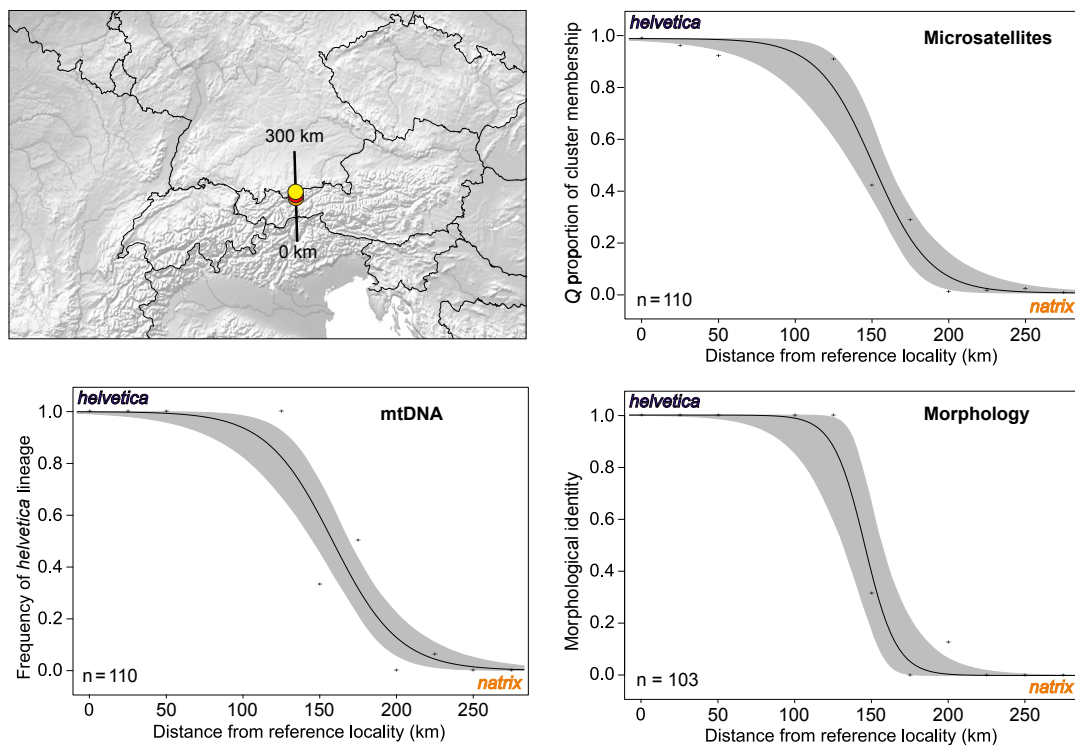 300 km
0 km
helvetica
Microsatellites
Q proportion of cluster membership
1.0
0.8
0.6
0.4
0.2
0.0
n = 110
natrix
0 50 100 150 200 250
Distance from reference locality (km)
helvetica
mtDNA
Frequency of helvetica lineage
1.0
0.8
0.6
0.4
0.2
0.0
n = 110
natrix
0 50 100 150 200 250
Distance from reference locality (km)
helvetica
Morphology
Morphological identity
1.0
0.8
0.6
0.4
0.2
0.0
n = 103
natrix
0 50 100 150 200 250
Distance from reference locality (km)